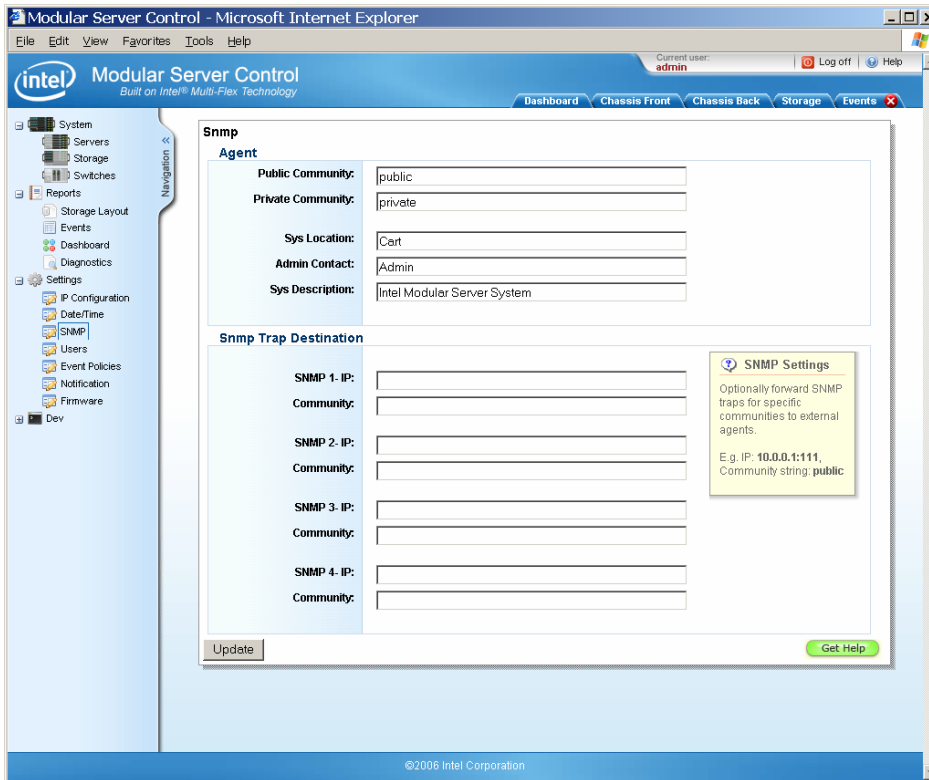 Modular Server Control - Microsoft Internet Explorer
File Edit View Favorites Tools Help
intel
Modular Server Control
Built on Intel® Multi-Flex Technology
Current user:
admin
Log off
Help
Dashboard Chassis Front Chassis Back Storage Events
Navigation
System
Servers
Storage
Switches
Reports
Storage Layout
Events
Dashboard
Diagnostics
Settings
IP Configuration
Date/Time
SNMP
Users
Event Policies
Notification
Firmware
Dev
Snmp
Agent
Public Community: public
Private Community: private
Sys Location: Cart
Admin Contact: Admin
Sys Description: Intel Modular Server System
Snmp Trap Destination
SNMP 1- IP:
Community:
SNMP 2- IP:
Community:
SNMP 3- IP:
Community:
SNMP 4- IP:
Community:
SNMP Settings
Optionally forward SNMP
traps for specific
communities to external
agents.
E.g. IP: 10.0.0.1:111,
Community string: public
Update
Get Help
©2006 Intel Corporation